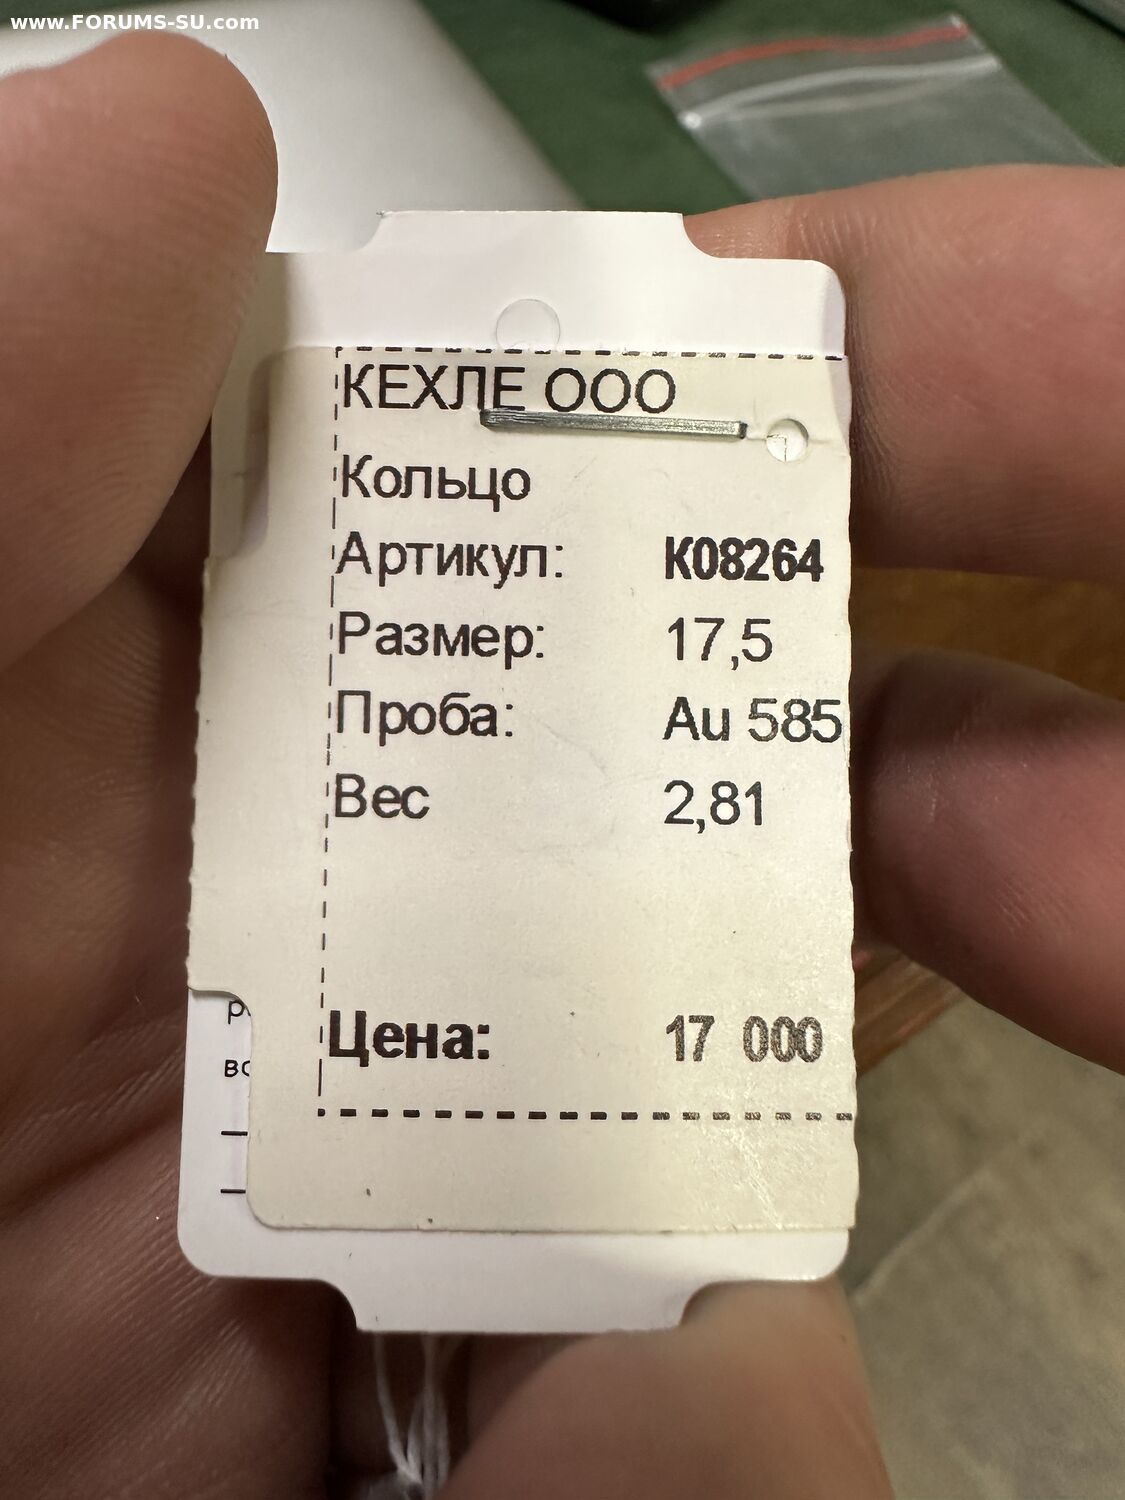 www.FORUMS-SU.com
КЕХЛЕ ООО
Кольцо
Артикул: К08264
Размер: 17,5
Проба: Au 585
Вес 2,81
Цена: 17 000